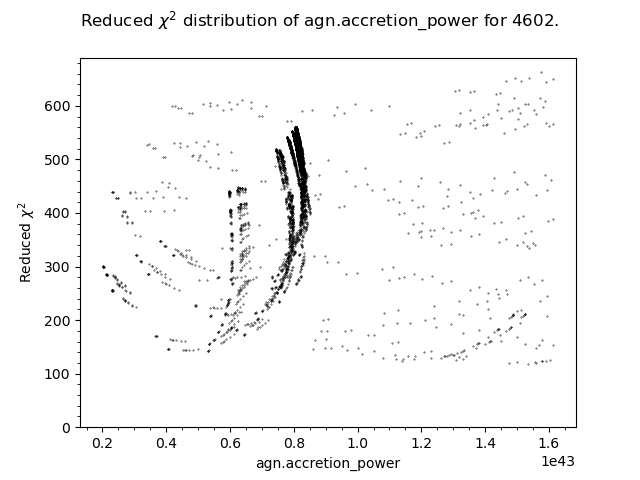 Reduced χ² distribution of agn.accretion_power for 4602.
Reduced χ²
600
500
400
300
200
100
0
0.2 0.4 0.6 0.8 1.0 1.2 1.4 1.6
1e43
agn.accretion_power